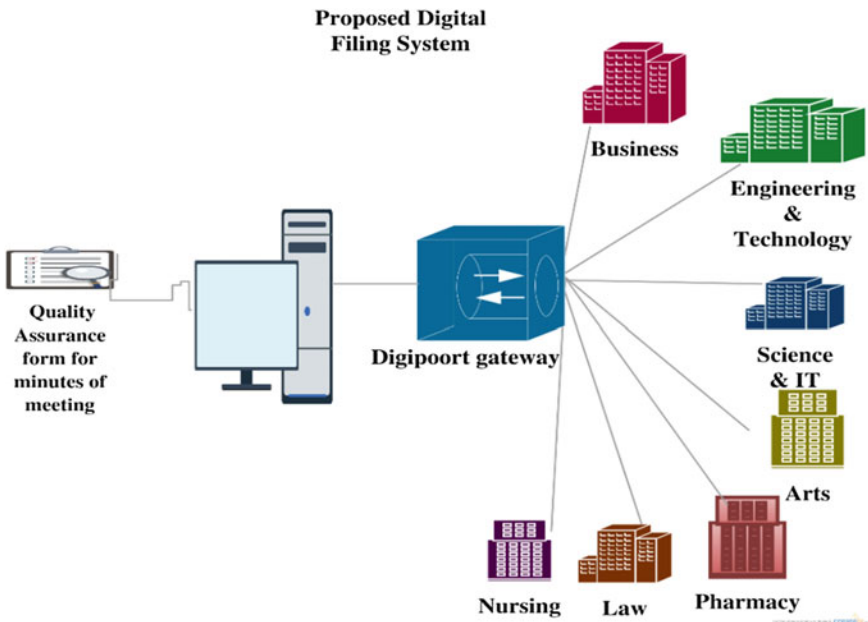 Proposed Digital
Filing System
Business
Engineering
&
Technology
Quality
Assurance
form for
minutes of
meeting
Digipoort gateway
Science
& IT
Arts
Nursing
Law
Pharmacy